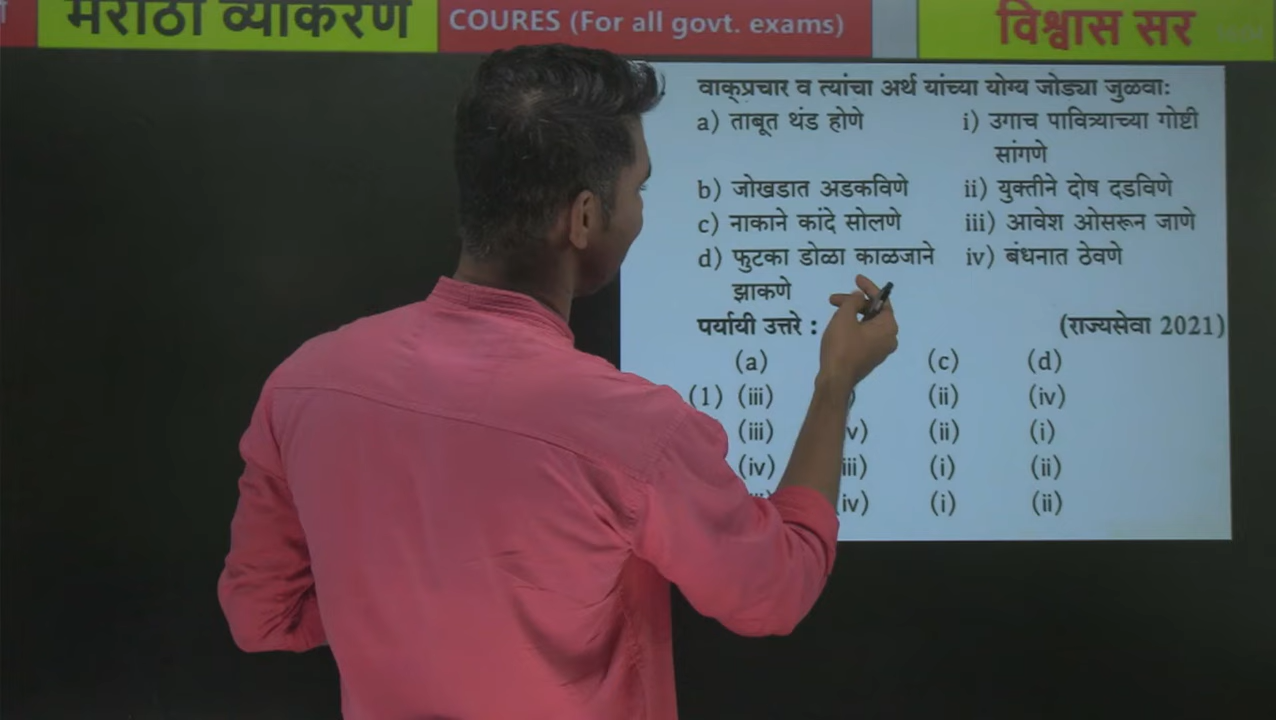 मराठी व्याकरण COURES (For all govt. exams) विश्वास सर
वाक्प्रचार व त्यांचा अर्थ यांच्या योग्य जोड्या जुळवाः
a) ताबूत थंड होणे i) उगाच पावित्र्याच्या गोष्टी
सांगणे
b) जोखडात अडकविणे ii) युक्तीने दोष दडविणे
c) नाकाने कांदे सोलणे iii) आवेश ओसरून जाणे
d) फुटका डोळा काळजाने iv) बंधनात ठेवणे
झाकणे
पर्यायी उत्तरे : (राज्यसेवा 2021)
(a) (c) (d)
(1) (iii) (ii) (iv)
(iii) (ii) (i)
(iv) (i) (ii)
(iv) (i) (ii)